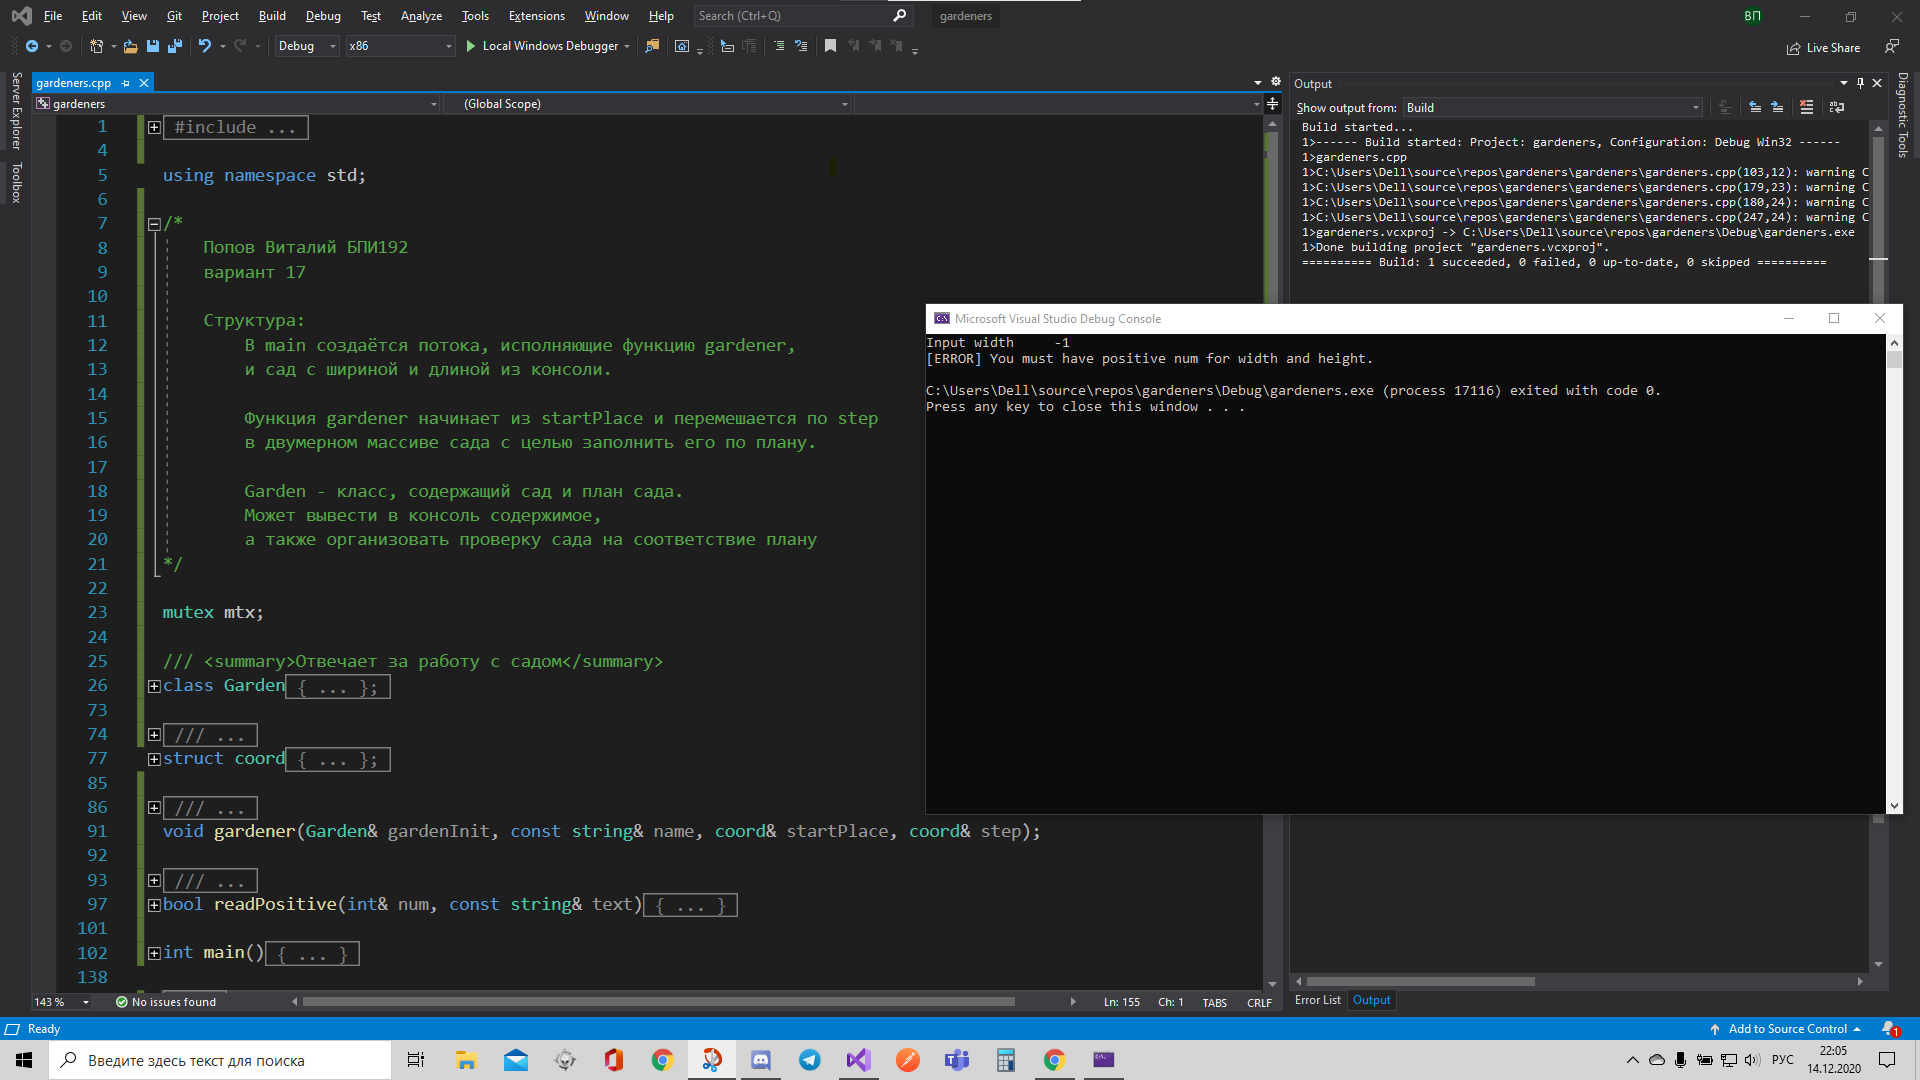 File Edit View Git Project Build Debug Test Analyze Tools Extensions Window Help Search (Ctrl+Q) gardeners ВП
Debug x86 Local Windows Debugger Live Share
Server Explorer
Toolbox
gardeners.cpp
gardeners (Global Scope)
1 #include ...
4
5 using namespace std;
6
7 /*
8 Попов Виталий БПИ192
9 вариант 17
10
11 Структура:
12 В main создаётся потока, исполняющие функцию gardener,
13 и сад с шириной и длиной из консоли.
14
15 Функция gardener начинает из startPlace и перемешается по step
16 в двумерном массиве сада с целью заполнить его по плану.
17
18 Garden - класс, содержащий сад и план сада.
19 Может вывести в консоль содержимое,
20 а также организовать проверку сада на соответствие плану
21 */
22
23 mutex mtx;
24
25 /// <summary>Отвечает за работу с садом</summary>
26 class Garden{ ... };
73
74 /// ...
77 struct coord{ ... };
85
86 /// ...
91 void gardener(Garden& gardenInit, const string& name, coord& startPlace, coord& step);
92
93 /// ...
97 bool readPositive(int& num, const string& text){ ... }
101
102 int main(){ ... }
138
143 % No issues found Ln: 155 Ch: 1 TABS CRLF
Output
Show output from: Build
Build started...
1>------ Build started: Project: gardeners, Configuration: Debug Win32 ------
1>gardeners.cpp
1>C:\Users\Dell\source\repos\gardeners\gardeners.cpp(103,12): warning C
1>C:\Users\Dell\source\repos\gardeners\gardeners.cpp(179,23): warning C
1>C:\Users\Dell\source\repos\gardeners\gardeners.cpp(180,24): warning C
1>C:\Users\Dell\source\repos\gardeners\gardeners.cpp(247,24): warning C
1>gardeners.vcxproj -> C:\Users\Dell\source\repos\gardeners\Debug\gardeners.exe
1>Done building project "gardeners.vcxproj".
========== Build: 1 succeeded, 0 failed, 0 up-to-date, 0 skipped ==========
Diagnostic Tools
Microsoft Visual Studio Debug Console
Input width -1
[ERROR] You must have positive num for width and height.
C:\Users\Dell\source\repos\gardeners\Debug\gardeners.exe (process 17116) exited with code 0.
Press any key to close this window . . .
Error List Output
Ready Add to Source Control 1
Введите здесь текст для поиска РУС 22:05
14.12.2020